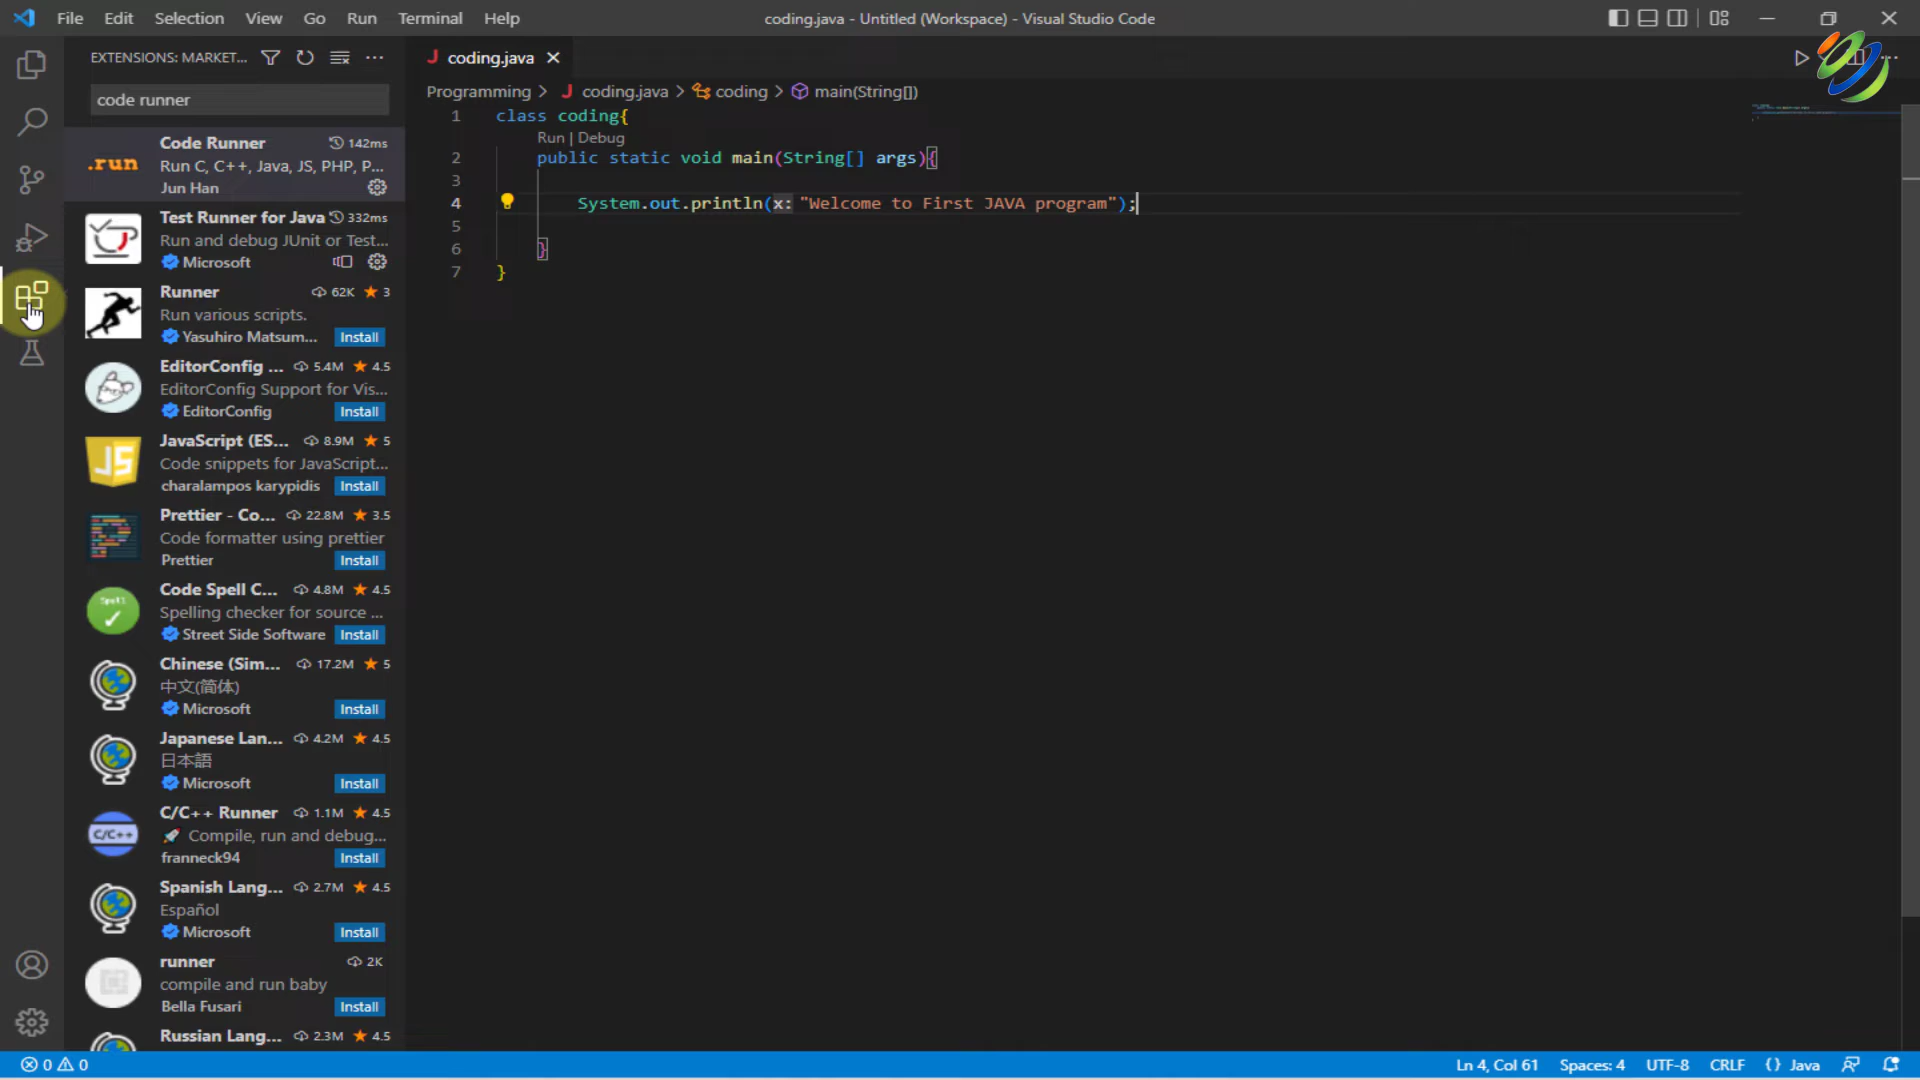 File Edit Selection View Go Run Terminal Help
coding.java - Untitled (Workspace) - Visual Studio Code
EXTENSIONS: MARKET...
code runner
.run
Code Runner 142ms
Run C, C++, Java, JS, PHP, P...
Jun Han
Test Runner for Java 332ms
Run and debug JUnit or Test...
Microsoft
Runner 62K 3
Run various scripts.
Yasuhiro Matsum... Install
EditorConfig ... 5.4M 4.5
EditorConfig Support for Vis...
EditorConfig Install
JS
JavaScript (ES... 8.9M 5
Code snippets for JavaScript...
charalampos karypidis Install
Prettier - Co... 22.8M 3.5
Code formatter using prettier
Prettier Install
Spell
Code Spell C... 4.8M 4.5
Spelling checker for source ...
Street Side Software Install
Chinese (Sim... 17.2M 5
中文(简体)
Microsoft Install
Japanese Lan... 4.2M 4.5
日本語
Microsoft Install
C/C++
C/C++ Runner 1.1M 4.5
Compile, run and debug...
franneck94 Install
Spanish Lang... 2.7M 4.5
Español
Microsoft Install
runner 2K
compile and run baby
Bella Fusari Install
Russian Lang... 2.3M 4.5
J coding.java
Programming > J coding.java > coding > main(String[])
1 class coding{
Run | Debug
2 public static void main(String[] args){
3
4 System.out.println(x: "Welcome to First JAVA program");
5
6 }
7 }
0 0
Ln 4, Col 61 Spaces: 4 UTF-8 CRLF {} Java